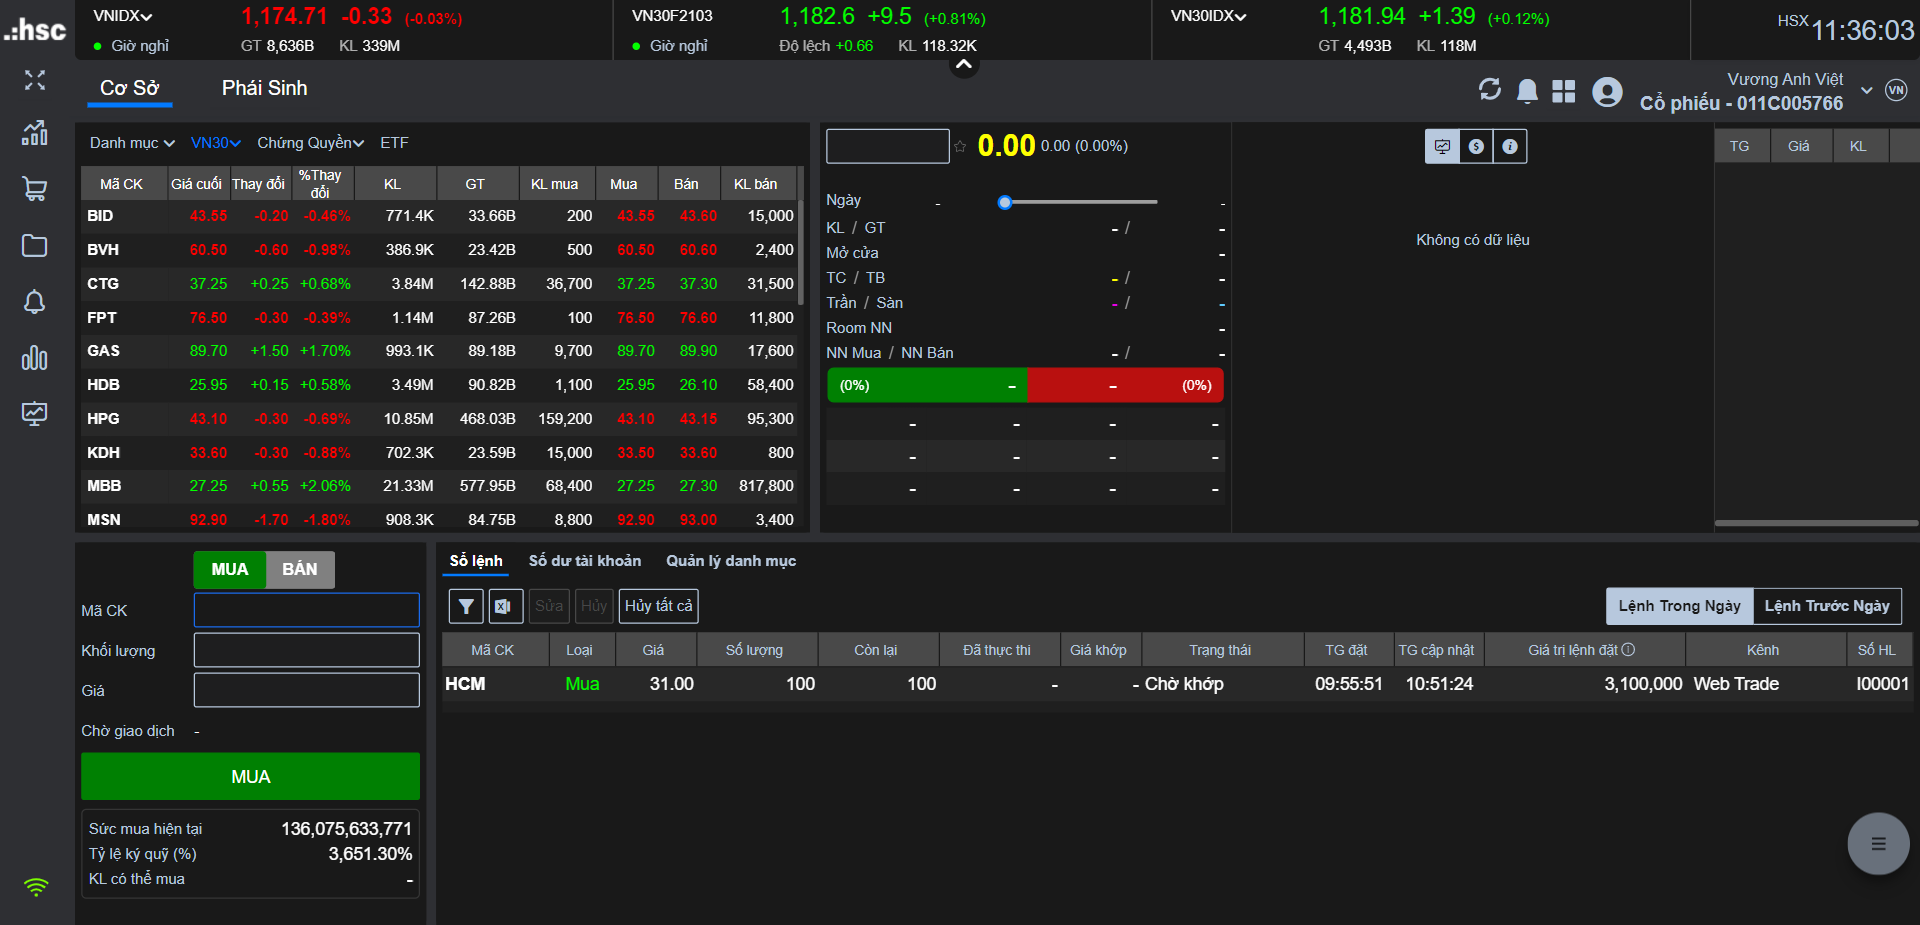 .:hsc
VNIDX 1,174.71 -0.33 (-0.03%)
Giờ nghỉ GT 8,636B KL 339M
VN30F2103 1,182.6 +9.5 (+0.81%)
Giờ nghỉ Độ lệch +0.66 KL 118.32K
VN30IDX 1,181.94 +1.39 (+0.12%)
GT 4,493B KL 118M
HSX 11:36:03
Cơ Sở Phái Sinh
Vương Anh Việt
Cổ phiếu - 011C005766
VN
Danh mục VN30 Chứng Quyền ETF
Mã CK Giá cuối Thay đổi %Thay đổi KL GT KL mua Mua Bán KL bán
BID 43.55 -0.20 -0.46% 771.4K 33.66B 200 43.55 43.60 15,000
BVH 60.50 -0.60 -0.98% 386.9K 23.42B 500 60.50 60.60 2,400
CTG 37.25 +0.25 +0.68% 3.84M 142.88B 36,700 37.25 37.30 31,500
FPT 76.50 -0.30 -0.39% 1.14M 87.26B 100 76.50 76.60 11,800
GAS 89.70 +1.50 +1.70% 993.1K 89.18B 9,700 89.70 89.90 17,600
HDB 25.95 +0.15 +0.58% 3.49M 90.82B 1,100 25.95 26.10 58,400
HPG 43.10 -0.30 -0.69% 10.85M 468.03B 159,200 43.10 43.15 95,300
KDH 33.60 -0.30 -0.88% 702.3K 23.59B 15,000 33.50 33.60 800
MBB 27.25 +0.55 +2.06% 21.33M 577.95B 68,400 27.25 27.30 817,800
MSN 92.90 -1.70 -1.80% 908.3K 84.75B 8,800 92.90 93.00 3,400
0.00 0.00 (0.00%)
Ngày - -
KL / GT - / -
Mở cửa -
TC / TB - / -
Trần / Sàn - / -
Room NN -
NN Mua / NN Bán - / -
(0%) - - (0%)
- - - -
- - - -
- - - -
Không có dữ liệu
TG Giá KL
MUA BÁN
Mã CK
Khối lượng
Giá
Chờ giao dịch -
MUA
Sức mua hiện tại 136,075,633,771
Tỷ lệ ký quỹ (%) 3,651.30%
KL có thể mua -
Sổ lệnh Số dư tài khoản Quản lý danh mục
Sửa Hủy Hủy tất cả
Lệnh Trong Ngày Lệnh Trước Ngày
Mã CK Loại Giá Số lượng Còn lại Đã thực thi Giá khớp Trạng thái TG đặt TG cập nhật Giá trị lệnh đặt Kênh Số HL
HCM Mua 31.00 100 100 - - Chờ khớp 09:55:51 10:51:24 3,100,000 Web Trade I00001